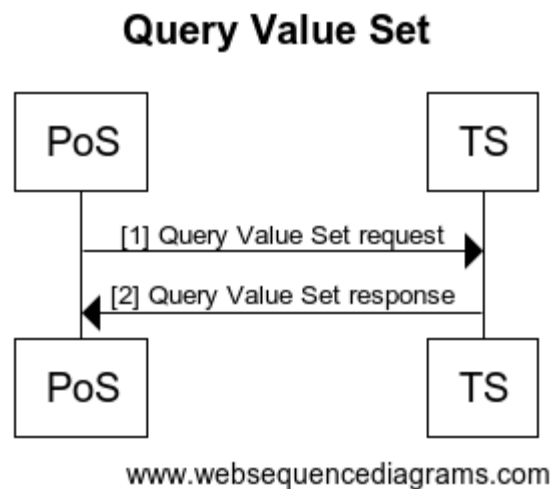 Query Value Set
PoS TS
[1] Query Value Set request
[2] Query Value Set response
PoS TS
www.websequencediagrams.com